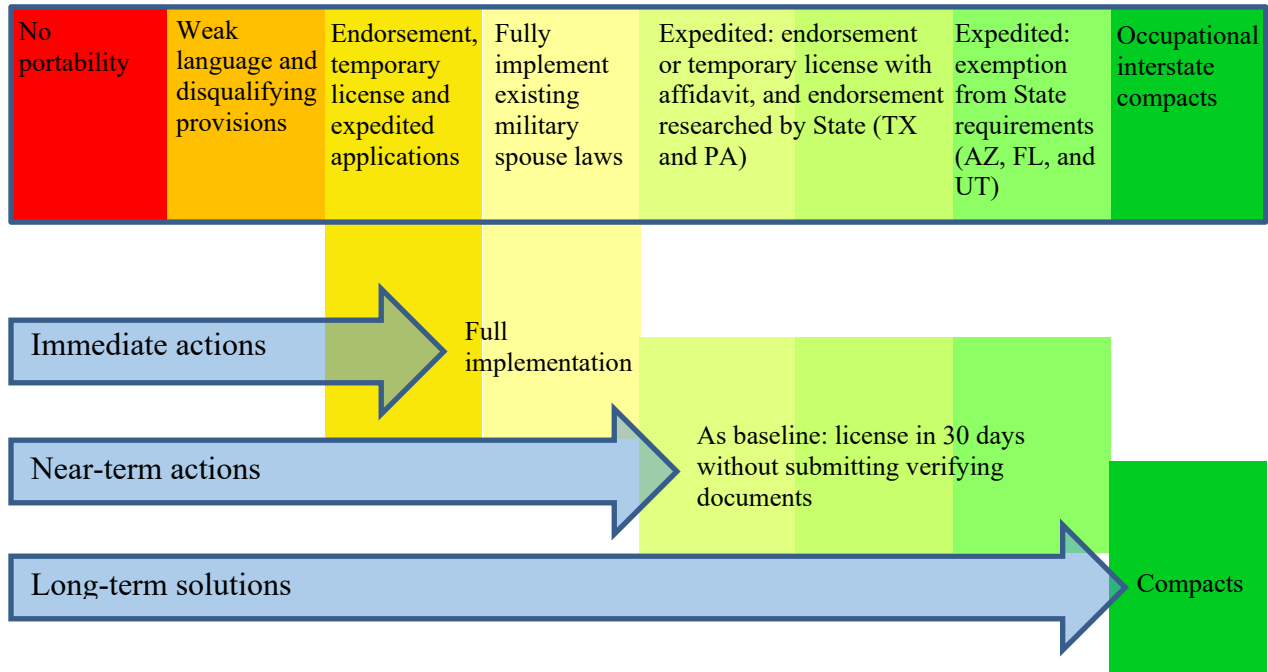 No
portability
Weak
language and
disqualifying
provisions
Endorsement,
temporary
license and
expedited
applications
Fully
implement
existing
military
spouse laws
Expedited: endorsement
or temporary license with
affidavit, and endorsement
researched by State (TX
and PA)
Expedited:
exemption
from State
requirements
(AZ, FL, and
UT)
Occupational
interstate
compacts
Immediate actions
Full
implementation
Near-term actions
As baseline: license in 30 days
without submitting verifying
documents
Long-term solutions
Compacts